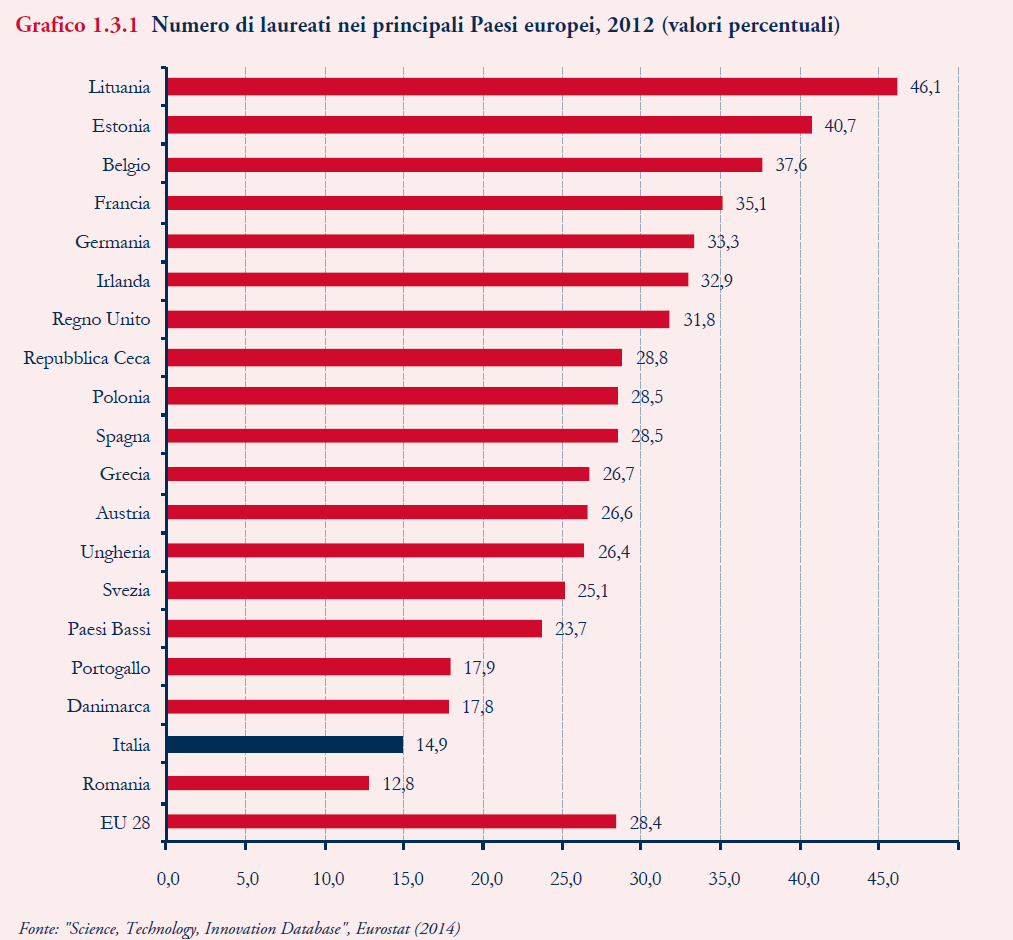 Grafico 1.3.1 Numero di laureati nei principali Paesi europei, 2012 (valori percentuali)
Lituania 46,1
Estonia 40,7
Belgio 37,6
Francia 35,1
Germania 33,3
Irlanda 32,9
Regno Unito 31,8
Repubblica Ceca 28,8
Polonia 28,5
Spagna 28,5
Grecia 26,7
Austria 26,6
Ungheria 26,4
Svezia 25,1
Paesi Bassi 23,7
Portogallo 17,9
Danimarca 17,8
Italia 14,9
Romania 12,8
EU 28 28,4
0,0 5,0 10,0 15,0 20,0 25,0 30,0 35,0 40,0 45,0
Fonte: "Science, Technology, Innovation Database", Eurostat (2014)